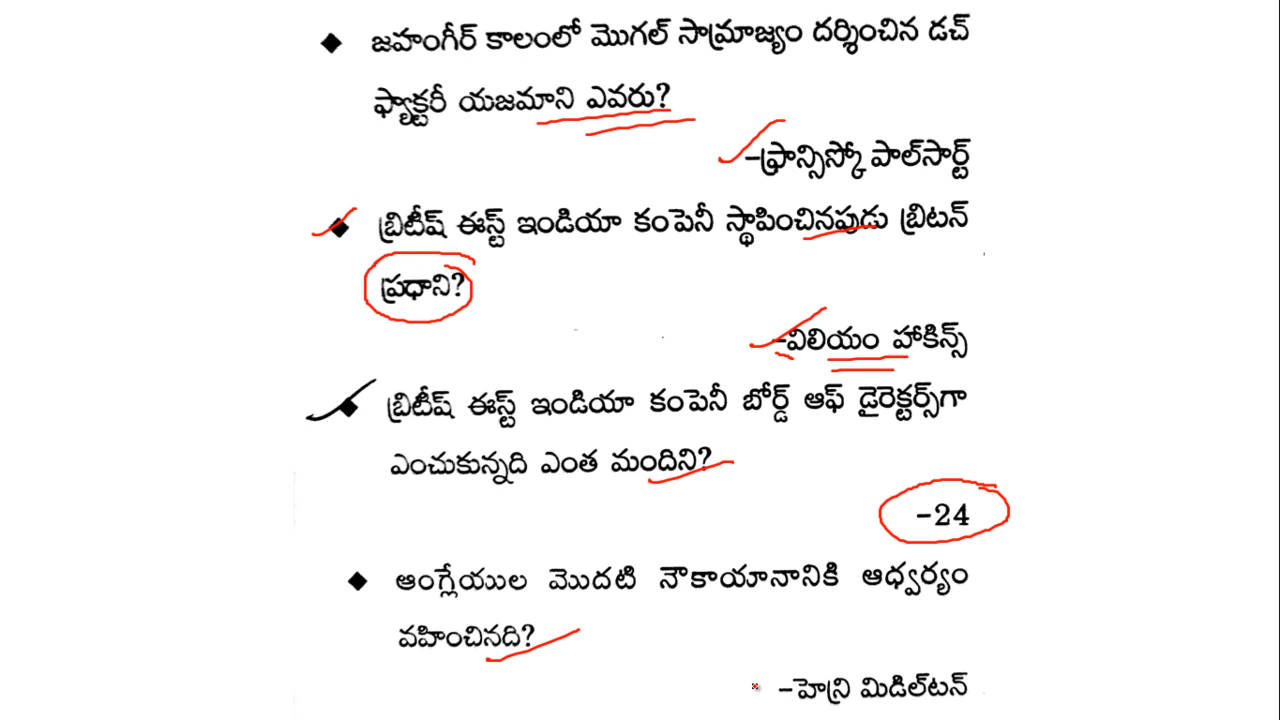 ◆ జహంగీర్ కాలంలో మొగల్ సామ్రాజ్యం దర్శించిన డచ్
ఫ్యాక్టరీ యజమాని ఎవరు?
-ఫ్రాన్సిస్కో పాల్‌సార్ట్
◆ బ్రిటీష్ ఈస్ట్ ఇండియా కంపెనీ స్థాపించినపుడు బ్రిటన్
ప్రధాని?
-విలియం హాకిన్స్
◆ బ్రిటీష్ ఈస్ట్ ఇండియా కంపెనీ బోర్డ్ ఆఫ్ డైరెక్టర్స్‌గా
ఎంచుకున్నది ఎంత మందిని?
-24
◆ ఆంగ్లేయుల మొదటి నౌకాయానానికి ఆధ్వర్యం
వహించినది?
-హెన్రి మిడిల్‌టన్